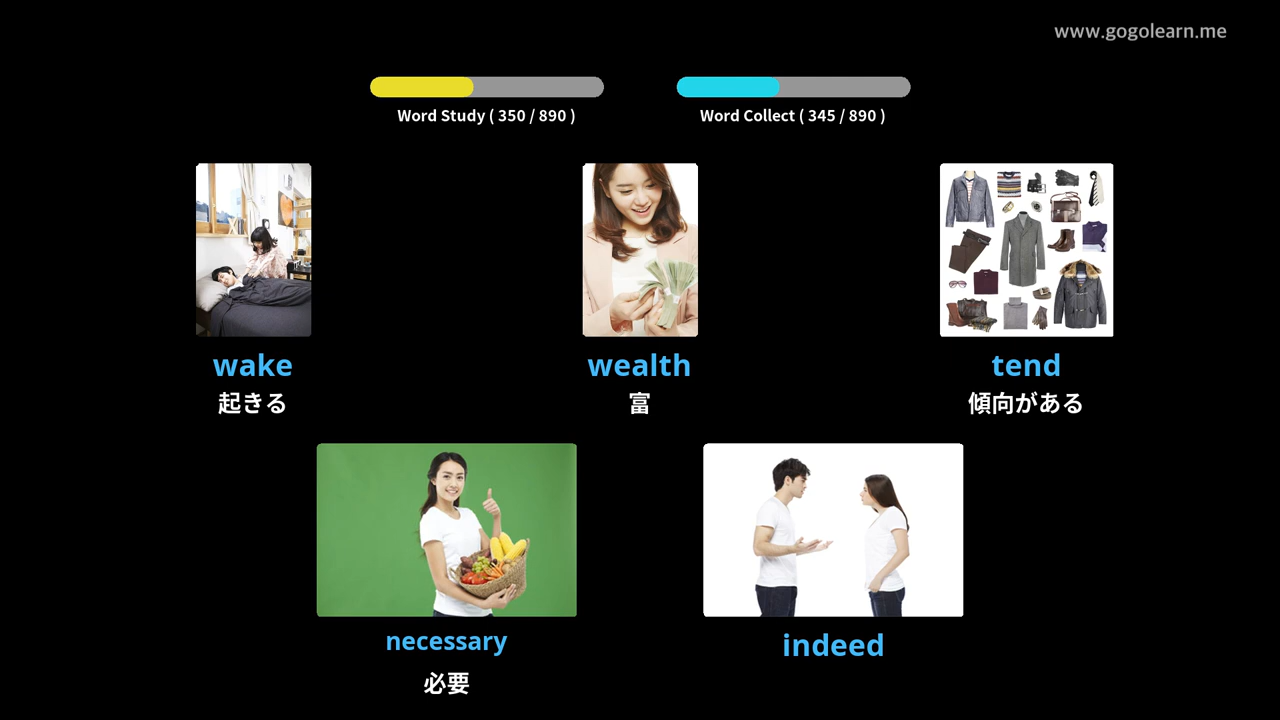 www.gogolearn.me
Word Study ( 350 / 890 )
Word Collect ( 345 / 890 )
wake
起きる
wealth
富
tend
傾向がある
necessary
必要
indeed